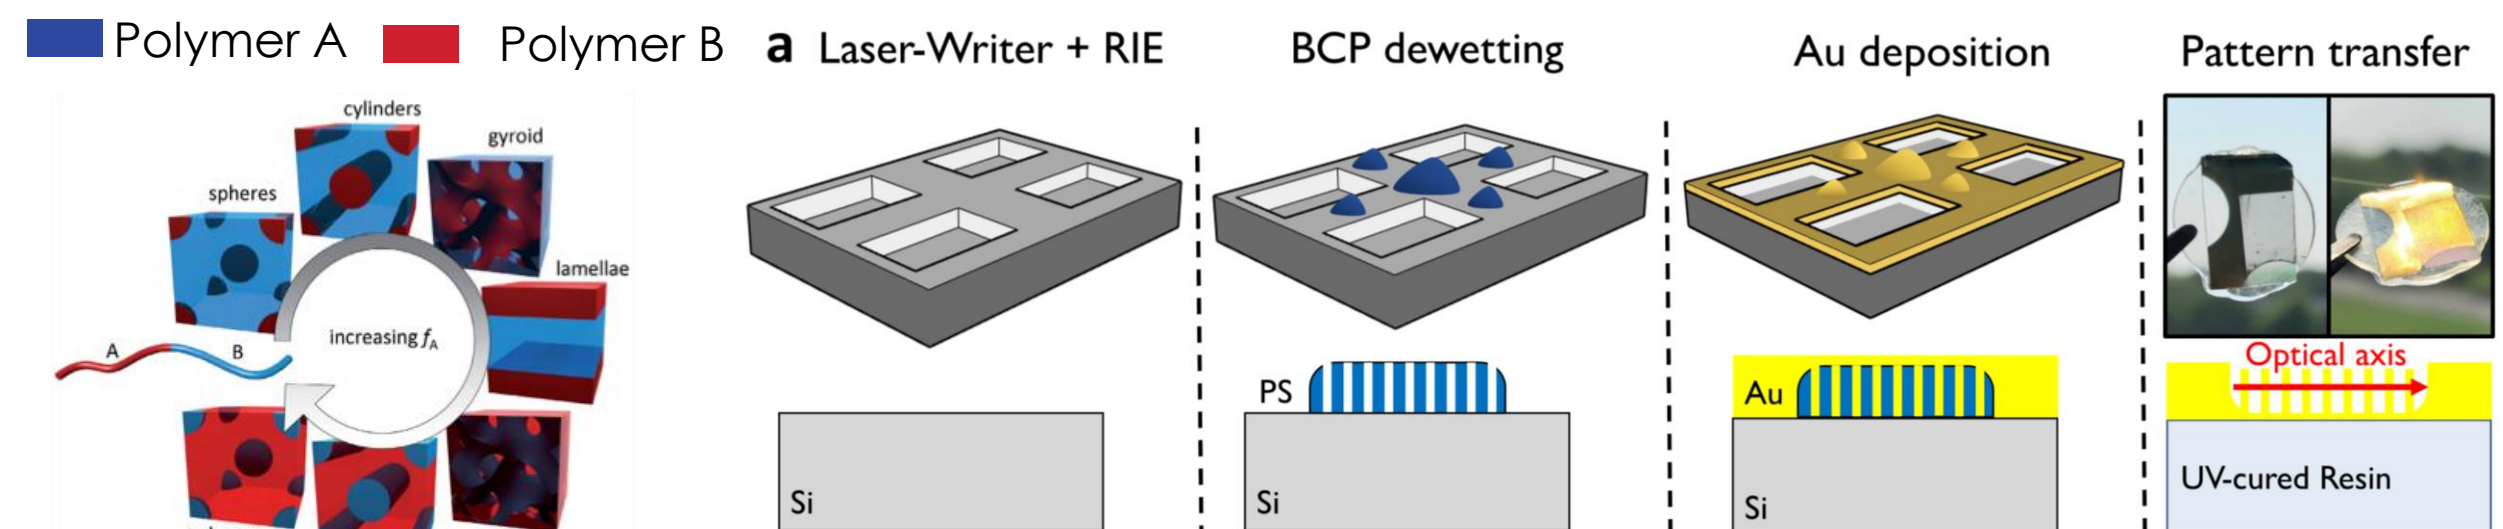 Polymer A
Polymer B
cylinders
gyroid
spheres
lamellae
A
B
increasing fA
a Laser-Writer + RIE
BCP dewetting
Au deposition
Pattern transfer
Si
PS
Si
Au
Si
Optical axis
UV-cured Resin